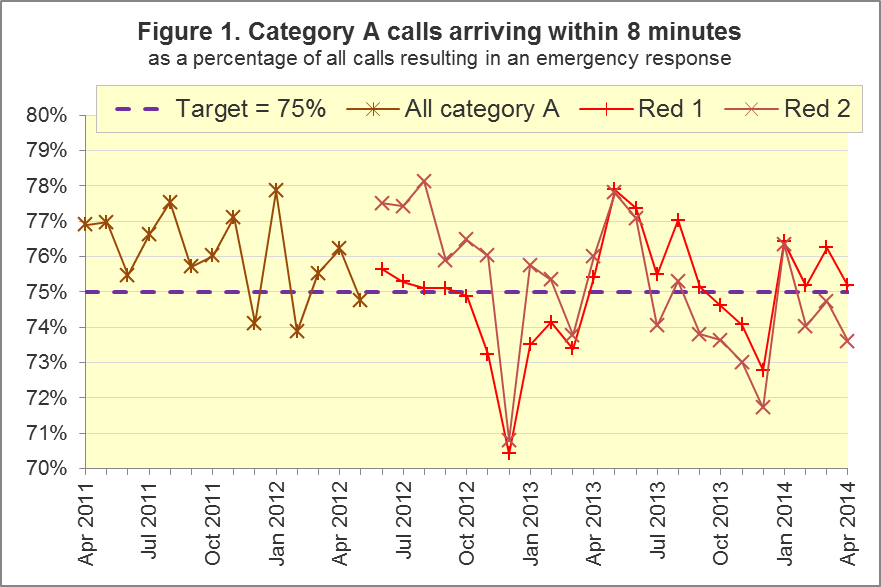 Figure 1. Category A calls arriving within 8 minutes
as a percentage of all calls resulting in an emergency response
Target = 75% All category A Red 1 Red 2
80%
79%
78%
77%
76%
75%
74%
73%
72%
71%
70%
Apr 2011
Jul 2011
Oct 2011
Jan 2012
Apr 2012
Jul 2012
Oct 2012
Jan 2013
Apr 2013
Jul 2013
Oct 2013
Jan 2014
Apr 2014